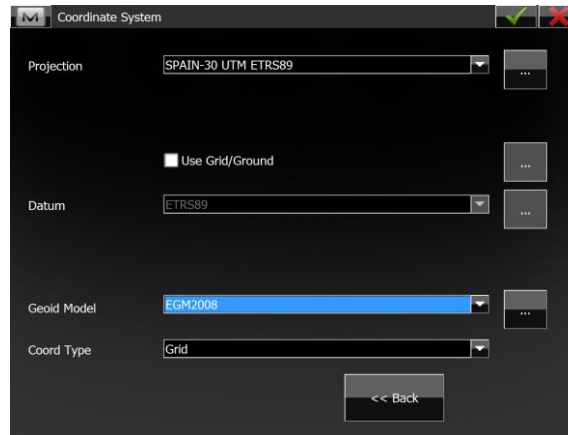 Coordinate System
Projection SPAIN-30 UTM ETRS89 ...
Use Grid/Ground ...
Datum ETRS89 ...
Geoid Model EGM2008 ...
Coord Type Grid
<< Back